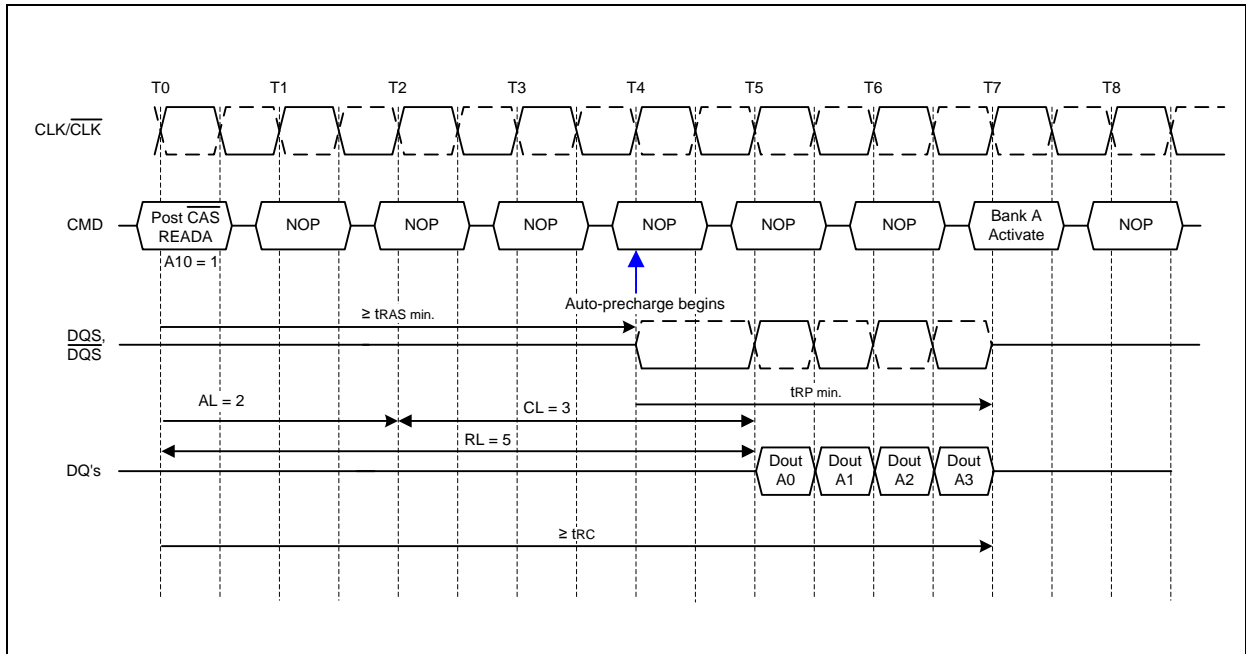 T0 T1 T2 T3 T4 T5 T6 T7 T8
CLK/CLK
CMD
Post CAS
READA
NOP NOP NOP NOP NOP NOP
Bank A
Activate
NOP
A10 = 1
Auto-precharge begins
≥ tRAS min.
DQS,
DQS
tRP min.
AL = 2
CL = 3
RL = 5
DQ's
Dout
A0
Dout
A1
Dout
A2
Dout
A3
≥ tRC